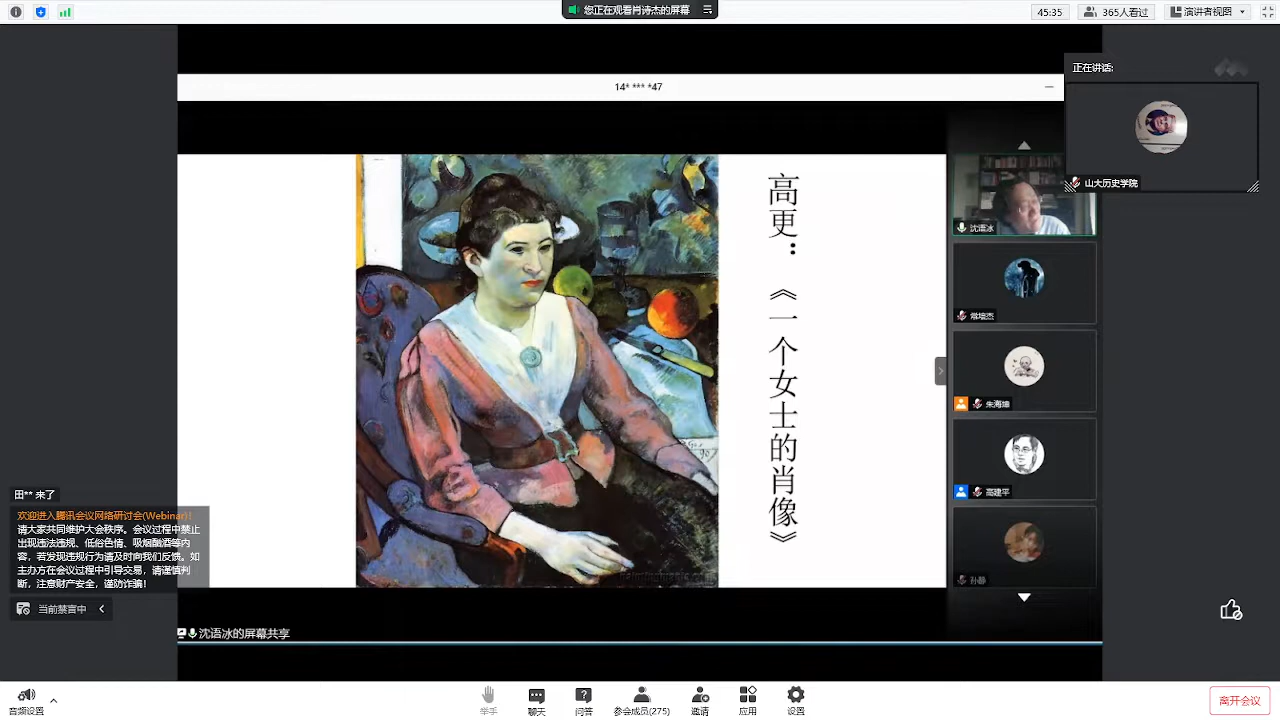 您正在观看肖诗杰的屏幕
45:35
365人看过
演讲者视图
14* *** *47
正在讲话:
山大历史学院
高更：《一个女士的肖像》
沈语冰
常培杰
朱海坤
高建平
孙静
田** 来了
欢迎进入腾讯会议网络研讨会(Webinar)！
请大家共同维护大会秩序。会议过程中禁止
出现违法违规、低俗色情、吸烟酗酒等内
容，若发现违规行为请及时向我们反馈。如
主办方在会议过程中引导交易，请谨慎判
断，注意财产安全，谨防诈骗！
当前禁言中
沈语冰的屏幕共享
音频设置
举手
聊天
问答
参会成员(275)
邀请
应用
设置
离开会议